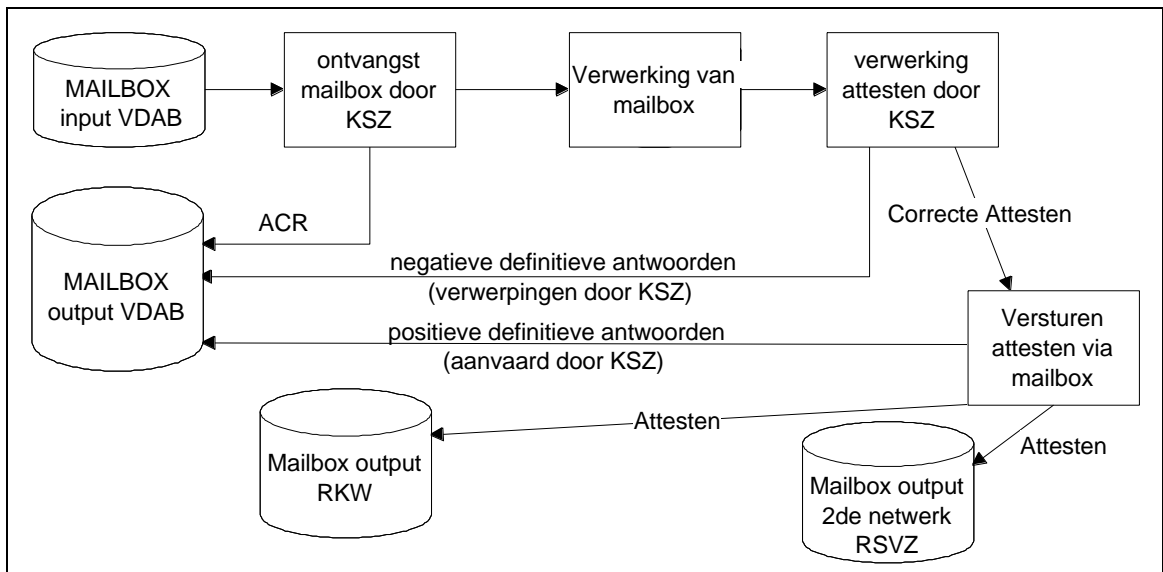 MAILBOX
input VDAB
ontvangst
mailbox door
KSZ
Verwerking van
mailbox
verwerking
attesten door
KSZ
ACR
Correcte Attesten
MAILBOX
output VDAB
negatieve definitieve antwoorden
(verwerpingen door KSZ)
positieve definitieve antwoorden
(aanvaard door KSZ)
Versturen
attesten via
mailbox
Attesten
Attesten
Mailbox output
RKW
Mailbox output
2de netwerk
RSVZ